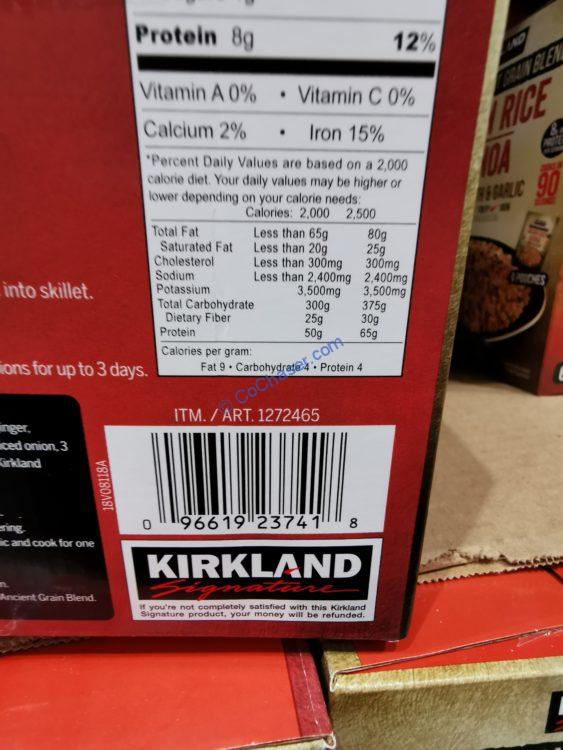 Protein 8g 12%
Vitamin A 0% • Vitamin C 0%
Calcium 2% • Iron 15%
*Percent Daily Values are based on a 2,000
calorie diet. Your daily values may be higher or
lower depending on your calorie needs:
Calories: 2,000 2,500
Total Fat Less than 65g 80g
Saturated Fat Less than 20g 25g
Cholesterol Less than 300mg 300mg
Sodium Less than 2,400mg 2,400mg
Potassium 3,500mg 3,500mg
Total Carbohydrate 300g 375g
Dietary Fiber 25g 30g
Protein 50g 65g
Calories per gram:
Fat 9 • Carbohydrate 4 • Protein 4
© CoChaser.com
into skillet.
ions for up to 3 days.
inger,
iced onion, 3
Kirkland
ering.
ic and cook for one
n.
Ancient Grain Blend.
18V08118A
ITM. / ART. 1272465
0 96619 23741 8
KIRKLAND
Signature
If you're not completely satisfied with this Kirkland
Signature product, your money will be refunded.
GRAIN BLEN
RICE
& GARLIC
90
POUCHES